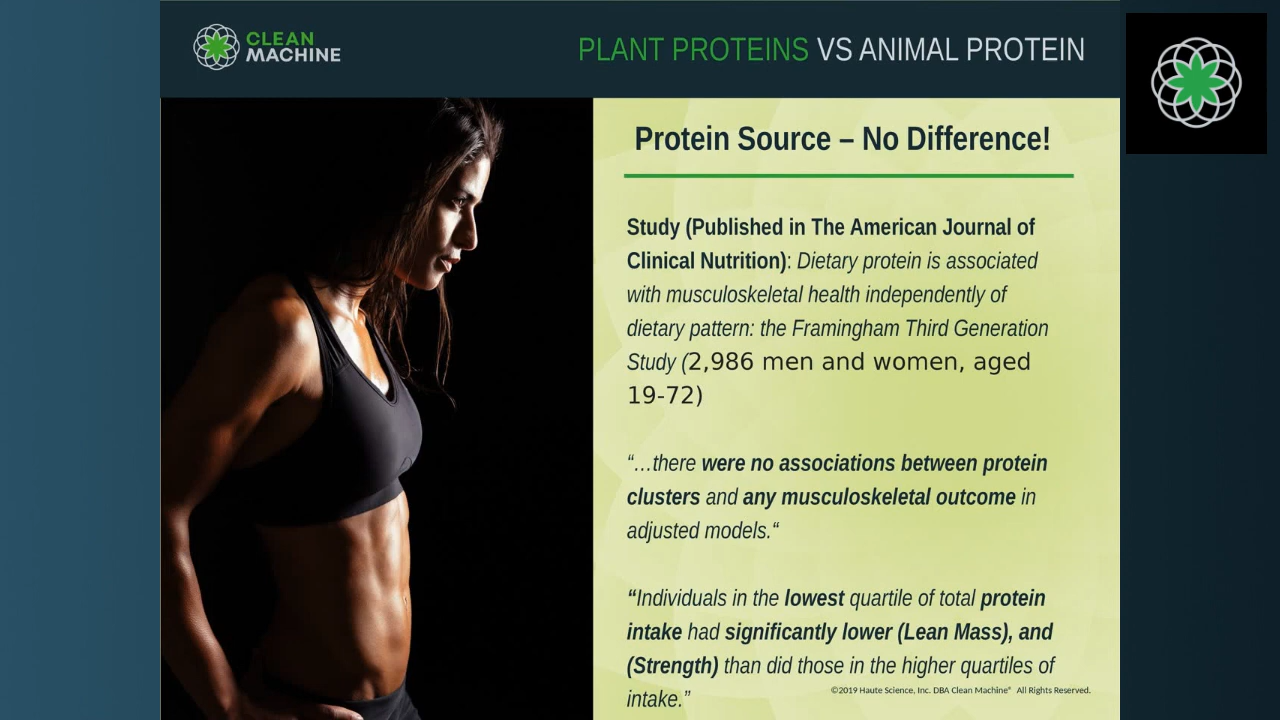 CLEAN
MACHINE
PLANT PROTEINS VS ANIMAL PROTEIN
Protein Source – No Difference!
Study (Published in The American Journal of
Clinical Nutrition): Dietary protein is associated
with musculoskeletal health independently of
dietary pattern: the Framingham Third Generation
Study (2,986 men and women, aged
19-72)
“…there were no associations between protein
clusters and any musculoskeletal outcome in
adjusted models.“
“Individuals in the lowest quartile of total protein
intake had significantly lower (Lean Mass), and
(Strength) than did those in the higher quartiles of
intake.”
©2019 Haute Science, Inc. DBA Clean Machine® All Rights Reserved.